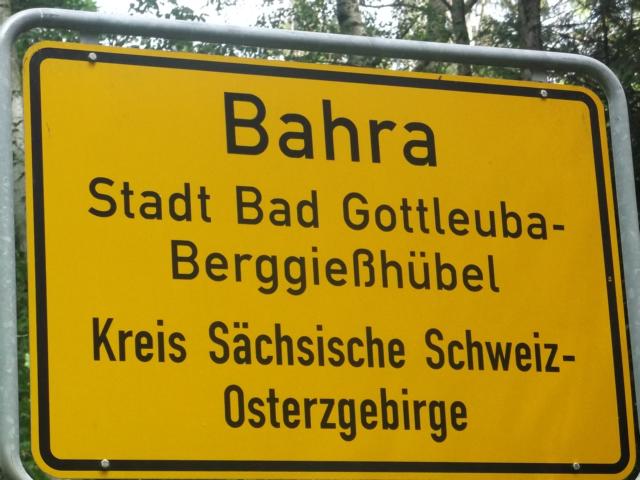 Bahra
Stadt Bad Gottleuba-
Berggießhübel
Kreis Sächsische Schweiz-
Osterzgebirge